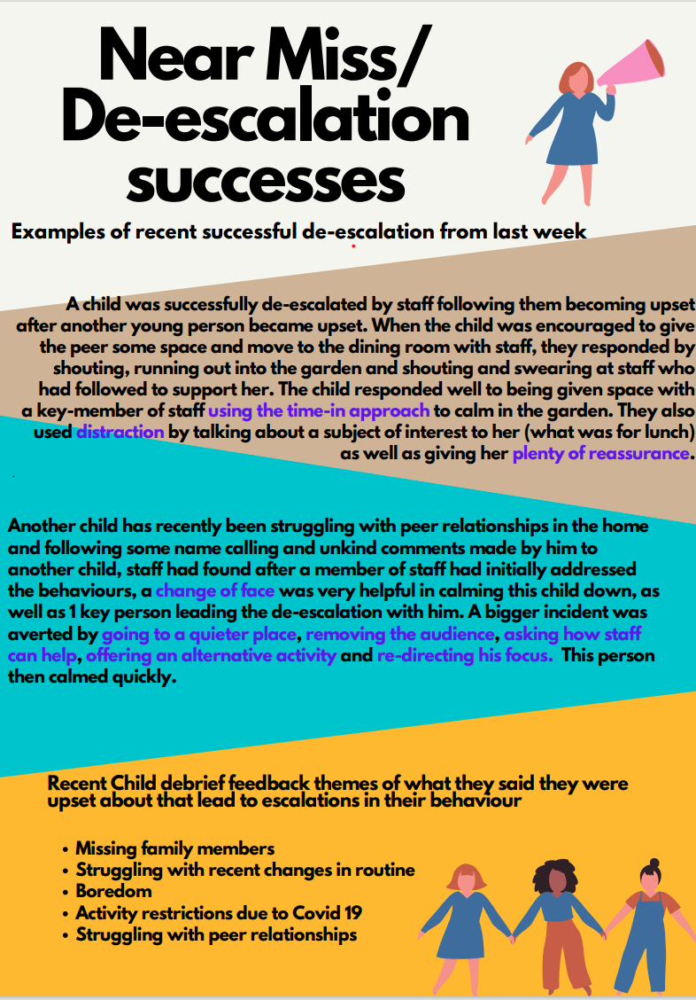 Near Miss/
De-escalation
successes
Examples of recent successful de-escalation from last week
A child was successfully de-escalated by staff following them becoming upset
after another young person became upset. When the child was encouraged to give
the peer some space and move to the dining room with staff, they responded by
shouting, running out into the garden and shouting and swearing at staff who
had followed to support her. The child responded well to being given space with
a key-member of staff using the time-in approach to calm in the garden. They also
used distraction by talking about a subject of interest to her (what was for lunch)
as well as giving her plenty of reassurance.
Another child has recently been struggling with peer relationships in the home
and following some name calling and unkind comments made by him to
another child, staff had found after a member of staff had initially addressed
the behaviours, a change of face was very helpful in calming this child down, as
well as 1 key person leading the de-escalation with him. A bigger incident was
averted by going to a quieter place, removing the audience, asking how staff
can help, offering an alternative activity and re-directing his focus. This person
then calmed quickly.
Recent Child debrief feedback themes of what they said they were
upset about that lead to escalations in their behaviour
• Missing family members
• Struggling with recent changes in routine
• Boredom
• Activity restrictions due to Covid 19
• Struggling with peer relationships